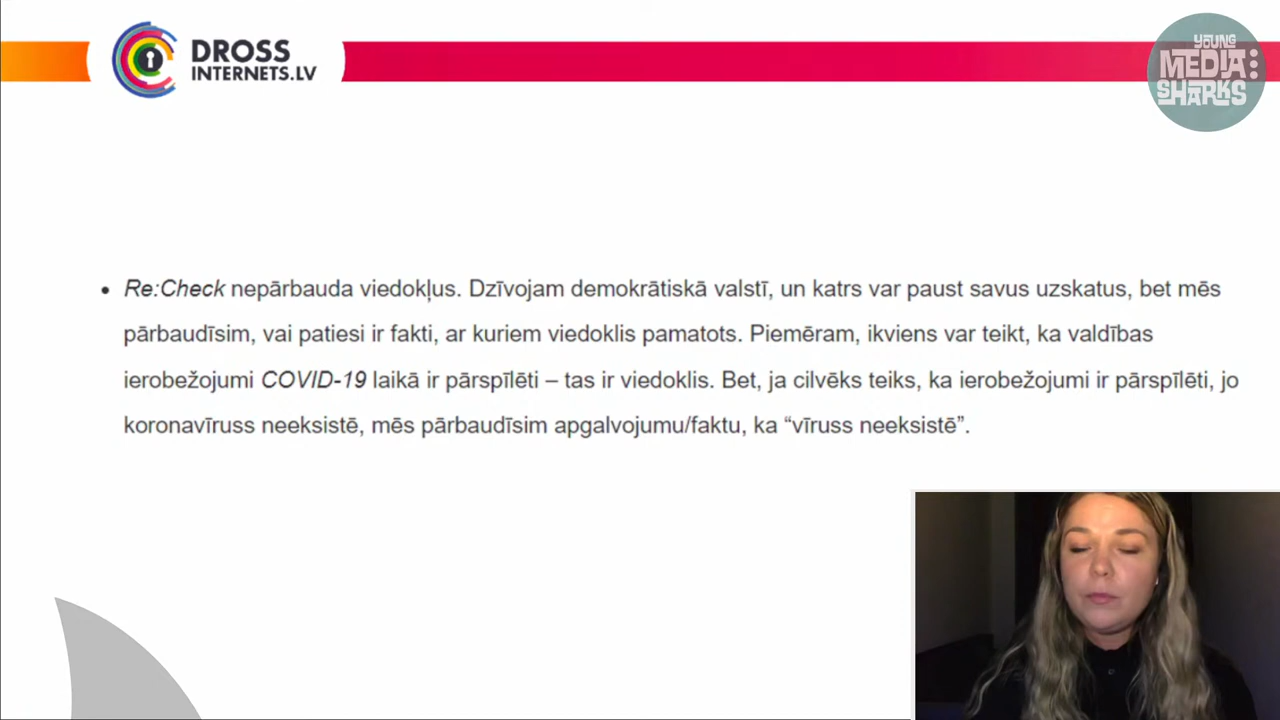 DROSS
INTERNETS.LV
YOUNG
MEDIA:
SHARKS
• Re:Check nepārbauda viedokļus. Dzīvojam demokrātiskā valstī, un katrs var paust savus uzskatus, bet mēs
pārbaudīsim, vai patiesi ir fakti, ar kuriem viedoklis pamatots. Piemēram, ikviens var teikt, ka valdības
ierobežojumi COVID-19 laikā ir pārspīlēti – tas ir viedoklis. Bet, ja cilvēks teiks, ka ierobežojumi ir pārspīlēti, jo
koronavīruss neeksistē, mēs pārbaudīsim apgalvojumu/faktu, ka “vīruss neeksistē”.